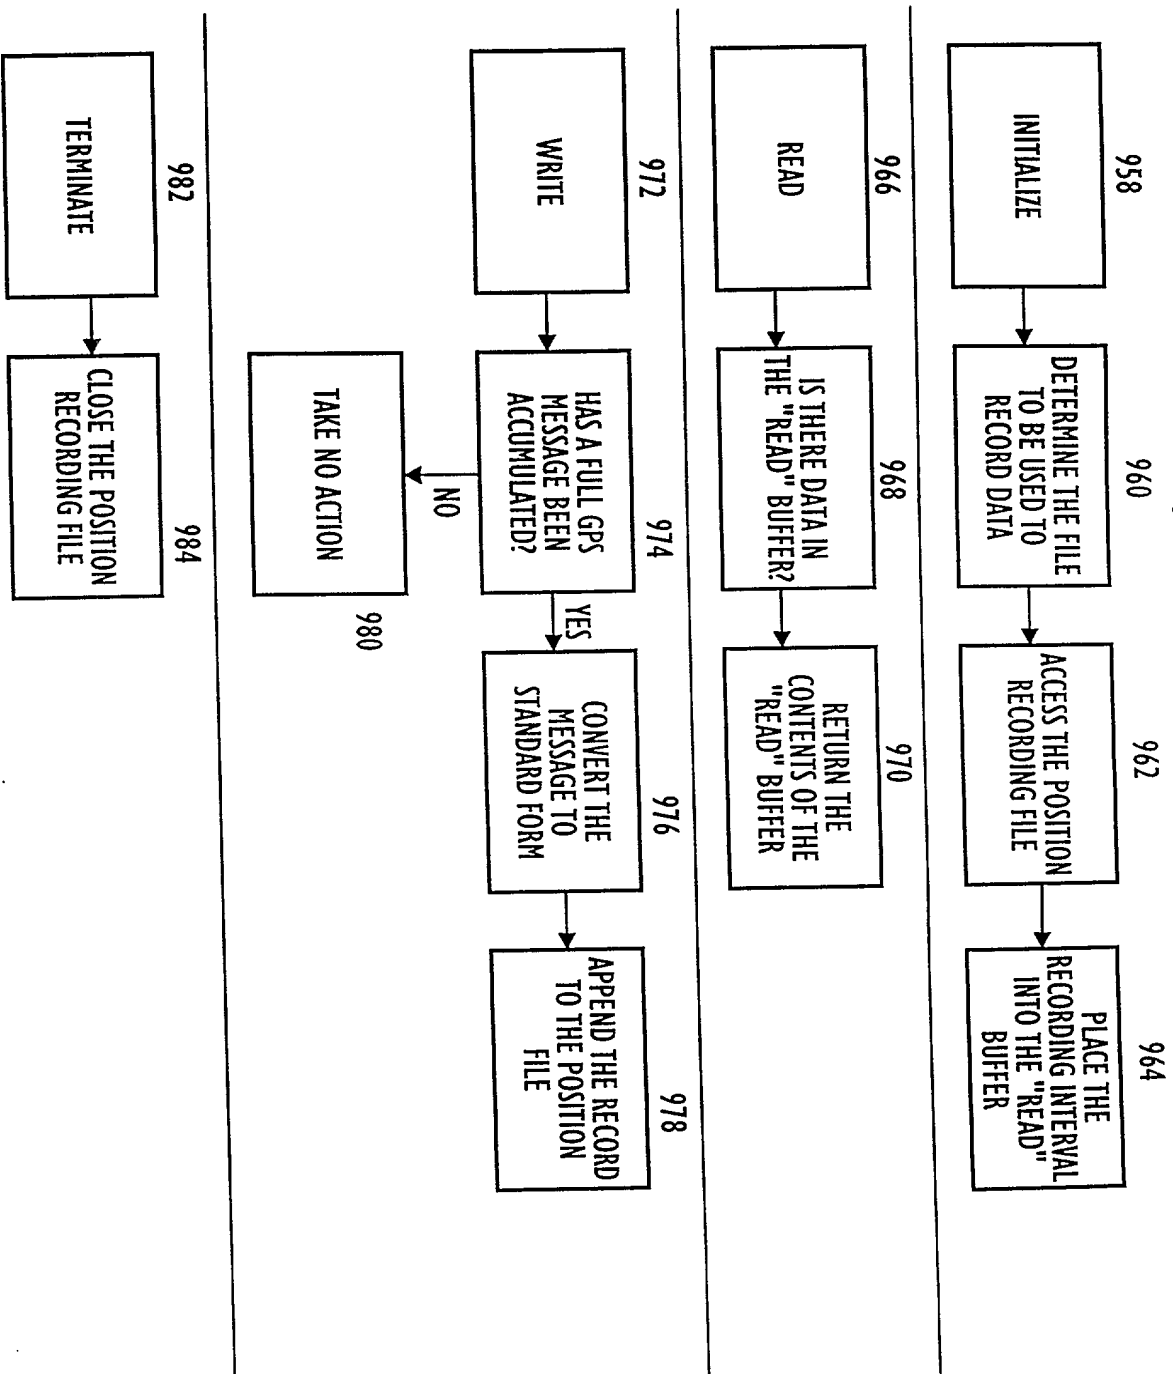 958
INITIALIZE
960
DETERMINE THE FILE
TO BE USED TO
RECORD DATA
962
ACCESS THE POSITION
RECORDING FILE
964
PLACE THE
RECORDING INTERVAL
INTO THE "READ"
BUFFER
966
READ
968
IS THERE DATA IN
THE "READ" BUFFER?
970
RETURN THE
CONTENTS OF THE
"READ" BUFFER
972
WRITE
974
HAS A FULL GPS
MESSAGE BEEN
ACCUMULATED?
YES
976
CONVERT THE
MESSAGE TO
STANDARD FORM
978
APPEND THE RECORD
TO THE POSITION
FILE
NO
TAKE NO ACTION
980
982
TERMINATE
984
CLOSE THE POSITION
RECORDING FILE